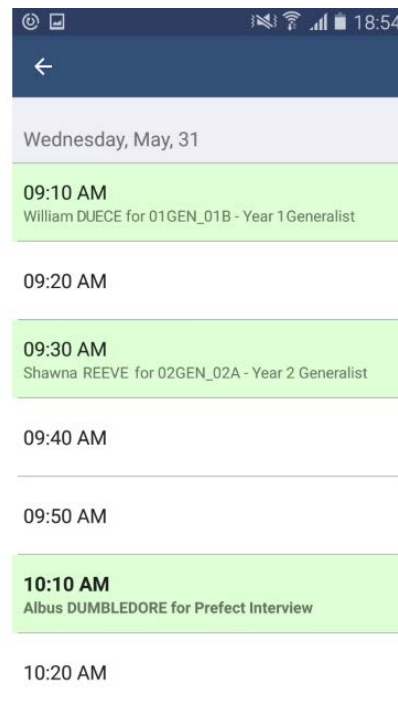 18:54
Wednesday, May, 31
09:10 AM
William DUECE for 01GEN_01B - Year 1 Generalist
09:20 AM
09:30 AM
Shawna REEVE for 02GEN_02A - Year 2 Generalist
09:40 AM
09:50 AM
10:10 AM
Albus DUMBLEDORE for Prefect Interview
10:20 AM